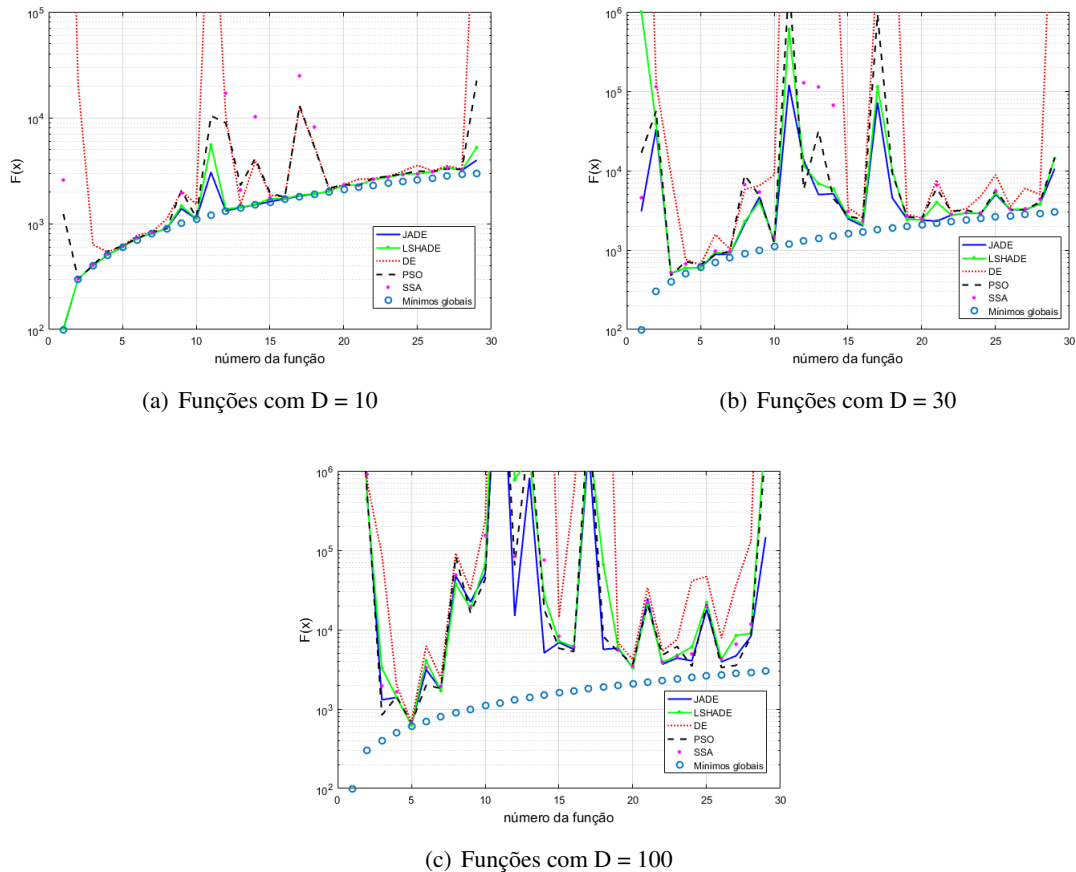 10^5
10^4
10^3
10^2
F(x)
0 5 10 15 20 25 30
número da função
JADE
LSHADE
DE
PSO
SSA
Mínimos globais
(a) Funções com D = 10
10^6
10^5
10^4
10^3
10^2
F(x)
0 5 10 15 20 25 30
número da função
JADE
LSHADE
DE
PSO
SSA
Mínimos globais
(b) Funções com D = 30
10^6
10^5
10^4
10^3
10^2
F(x)
0 5 10 15 20 25 30
número da função
JADE
LSHADE
DE
PSO
SSA
Mínimos globais
(c) Funções com D = 100